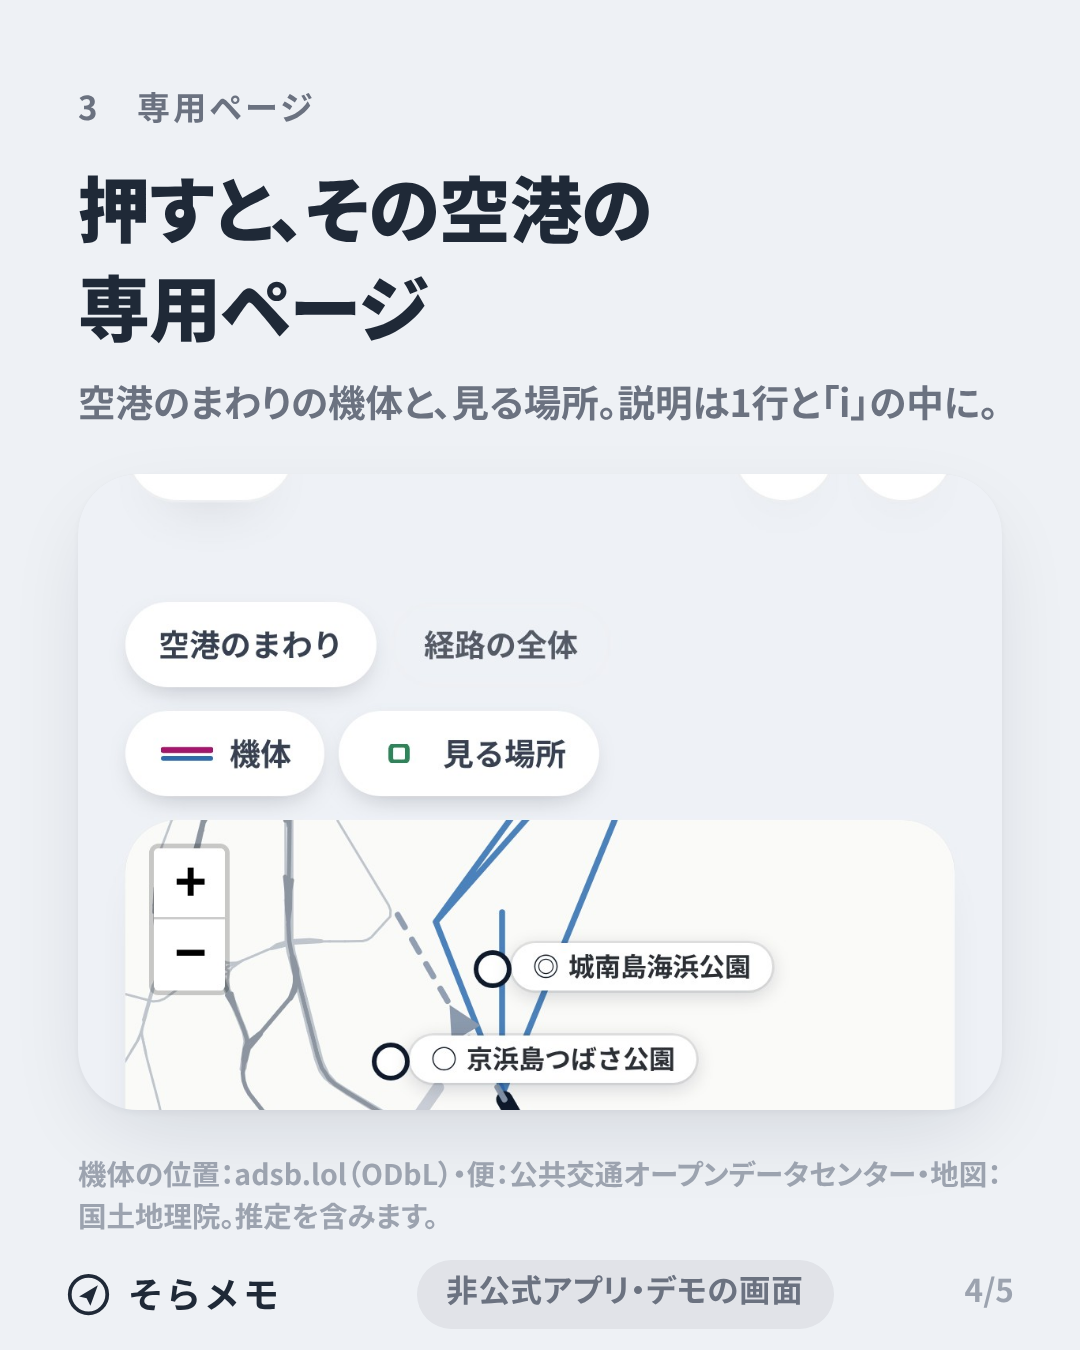 3 専用ページ
押すと、その空港の
専用ページ
空港のまわりの機体と、見る場所。説明は1行と「i」の中に。
空港のまわり
経路の全体
機体
見る場所
+
−
◎ 城南島海浜公園
○ 京浜島つばさ公園
機体の位置：adsb.lol（ODbL）・便：公共交通オープンデータセンター・地図：
国土地理院。推定を含みます。
そらメモ
非公式アプリ・デモの画面
4/5